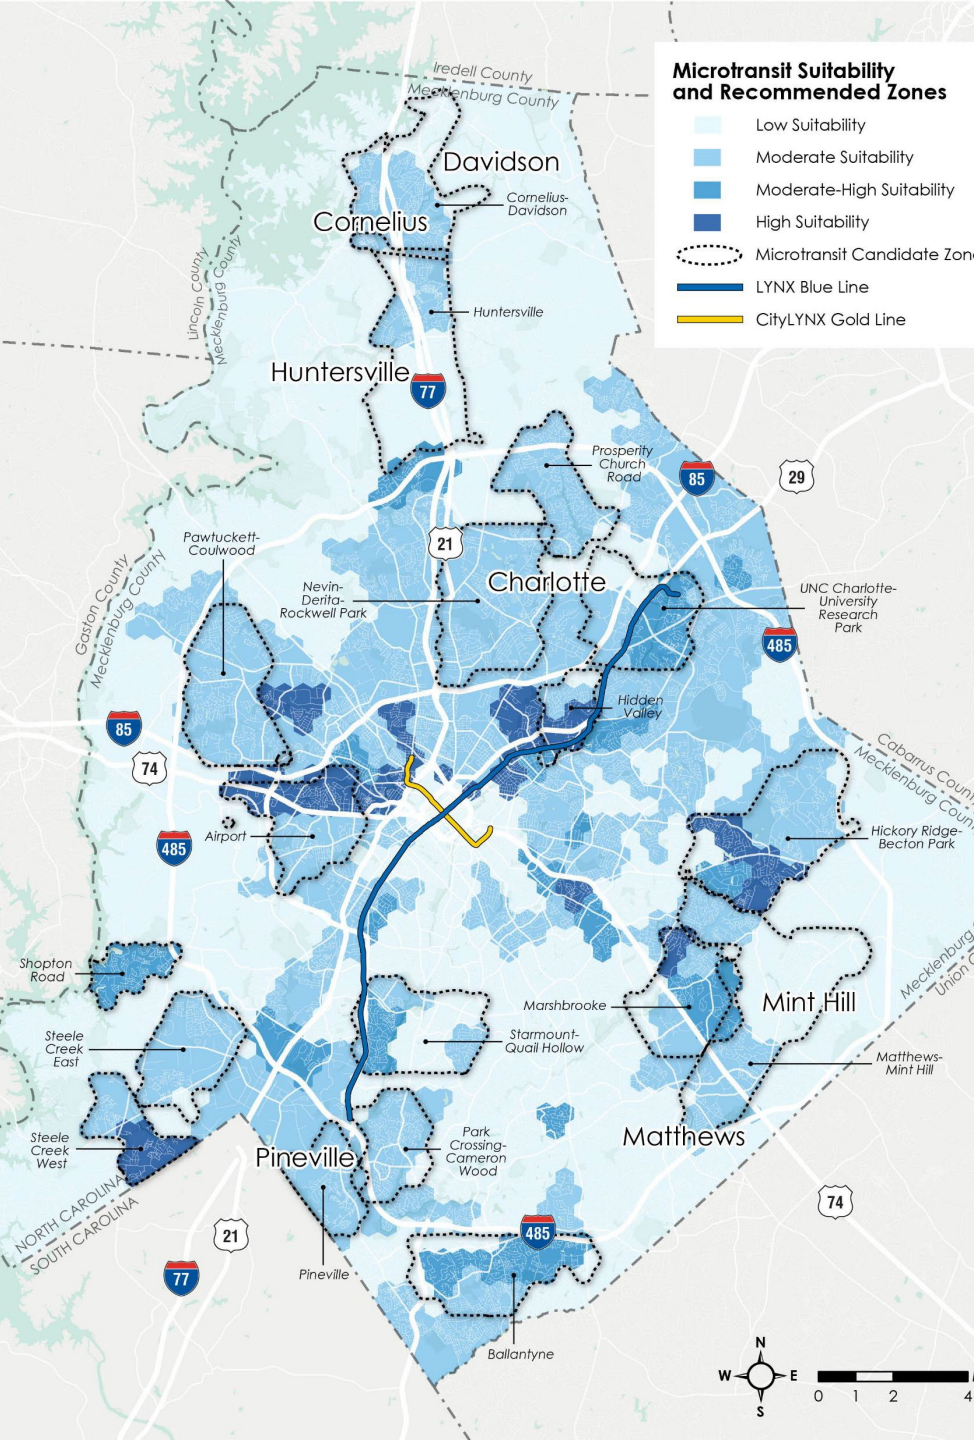 Microtransit Suitability
and Recommended Zones
Low Suitability
Moderate Suitability
Moderate-High Suitability
High Suitability
Microtransit Candidate Zon
LYNX Blue Line
CityLYNX Gold Line
Iredell County
Mecklenburg County
Davidson
Cornelius-
Davidson
Cornelius
Lincoln County
Mecklenburg County
Huntersville
Huntersville
77
Prosperity
Church
Road
85
29
21
Pawtuckett-
Coulwood
Charlotte
Nevin-
Derita-
Rockwell Park
UNC Charlotte-
University
Research
Park
Gaston County
Mecklenburg County
485
Hidden
Valley
85
74
Cabarrus Count
Mecklenburg Coun
Airport
485
Hickory Ridge-
Becton Park
Mecklenburg
Union C
Shopton
Road
Marshbrooke
Mint Hill
Steele
Creek
East
Starmount-
Quail Hollow
Matthews-
Mint Hill
Steele
Creek
West
Park
Crossing-
Cameron
Wood
Matthews
Pineville
NORTH CAROLINA
SOUTH CAROLINA
21
485
74
77
Pineville
Ballantyne
N
W
E
S
0
1
2
4